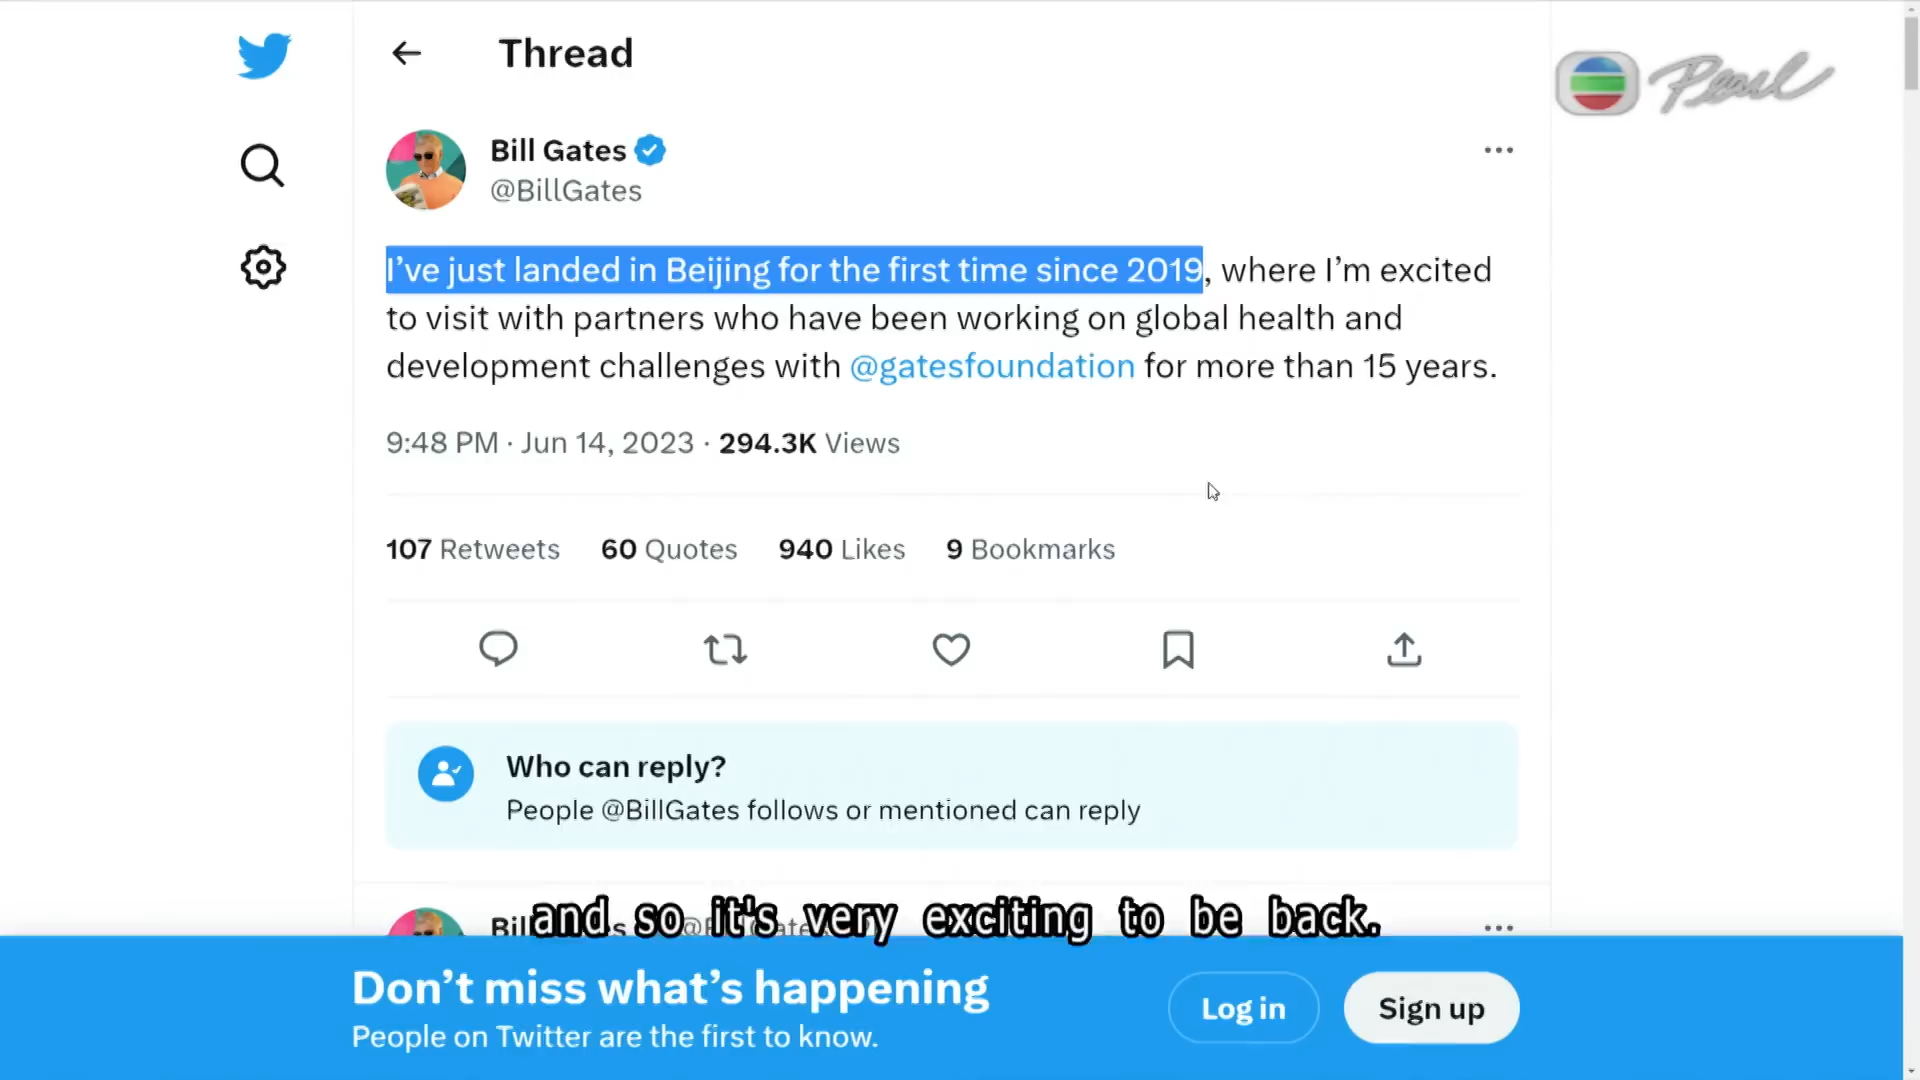 Thread
Pearl
Bill Gates
@BillGates
I’ve just landed in Beijing for the first time since 2019, where I’m excited
to visit with partners who have been working on global health and
development challenges with @gatesfoundation for more than 15 years.
9:48 PM · Jun 14, 2023 · 294.3K Views
107 Retweets 60 Quotes 940 Likes 9 Bookmarks
Who can reply?
People @BillGates follows or mentioned can reply
and so it's very exciting to be back.
Don’t miss what’s happening
People on Twitter are the first to know.
Log in
Sign up